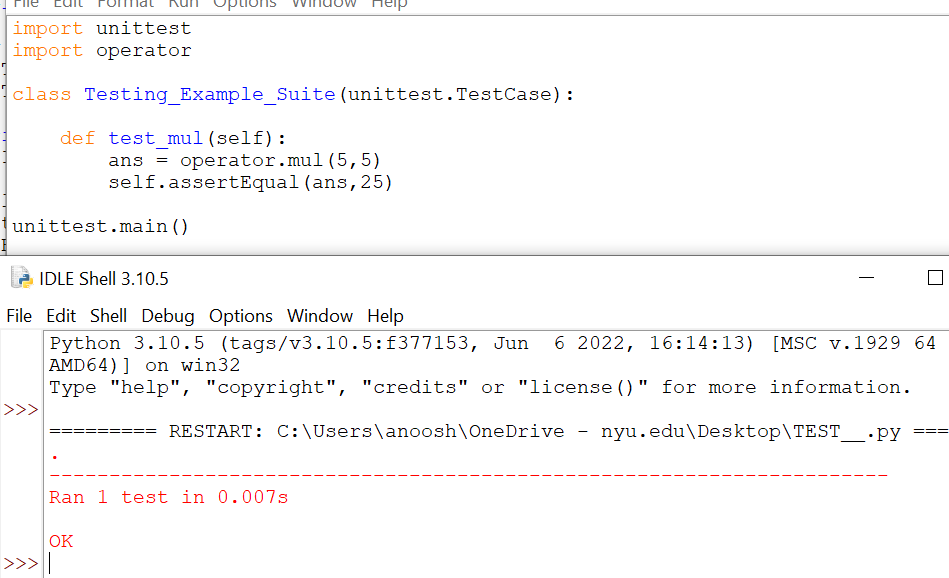 File Edit Format Run Options Window Help
import unittest
import operator
class Testing_Example_Suite(unittest.TestCase):
def test_mul(self):
ans = operator.mul(5,5)
self.assertEqual(ans,25)
unittest.main()
IDLE Shell 3.10.5
File Edit Shell Debug Options Window Help
Python 3.10.5 (tags/v3.10.5:f377153, Jun  6 2022, 16:14:13) [MSC v.1929 64
AMD64)] on win32
Type "help", "copyright", "credits" or "license()" for more information.
>>>
========= RESTART: C:\Users\anoosh\OneDrive - nyu.edu\Desktop\TEST__.py ===
.
----------------------------------------------------------------------
Ran 1 test in 0.007s
OK
>>>